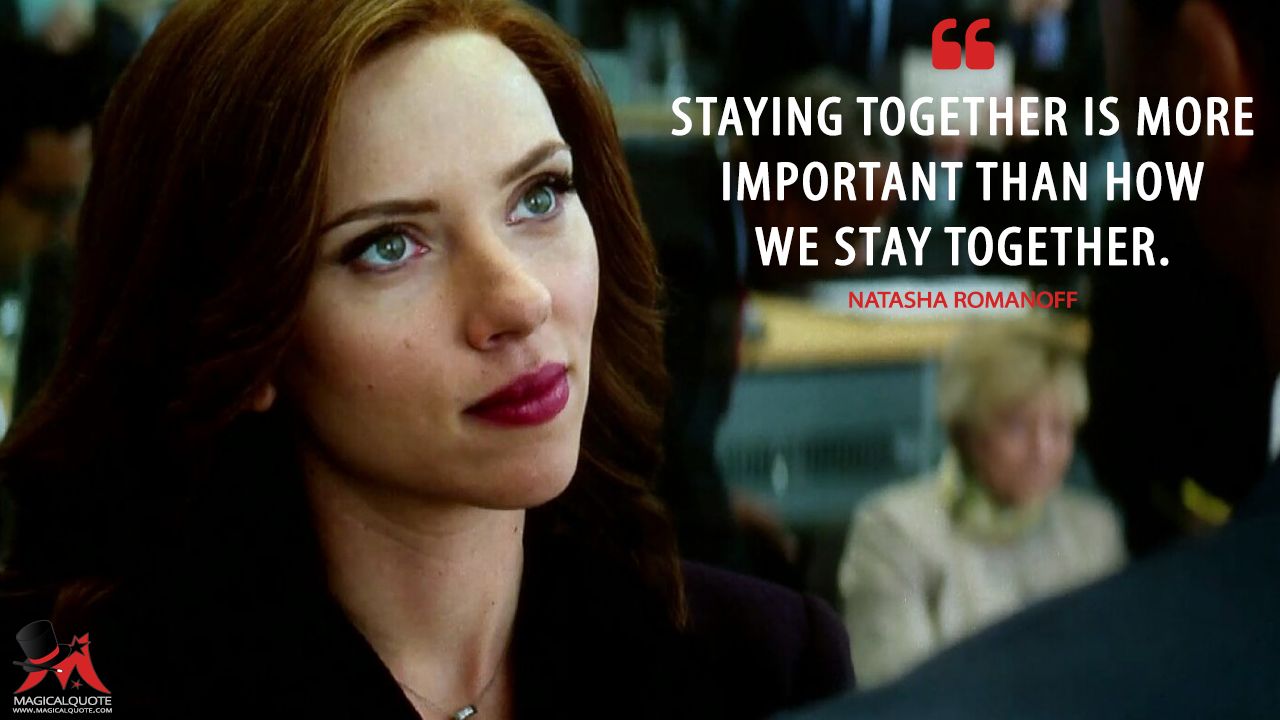 ❝
STAYING TOGETHER IS MORE
IMPORTANT THAN HOW
WE STAY TOGETHER.
NATASHA ROMANOFF
MAGICALQUOTE
WWW.MAGICALQUOTE.COM